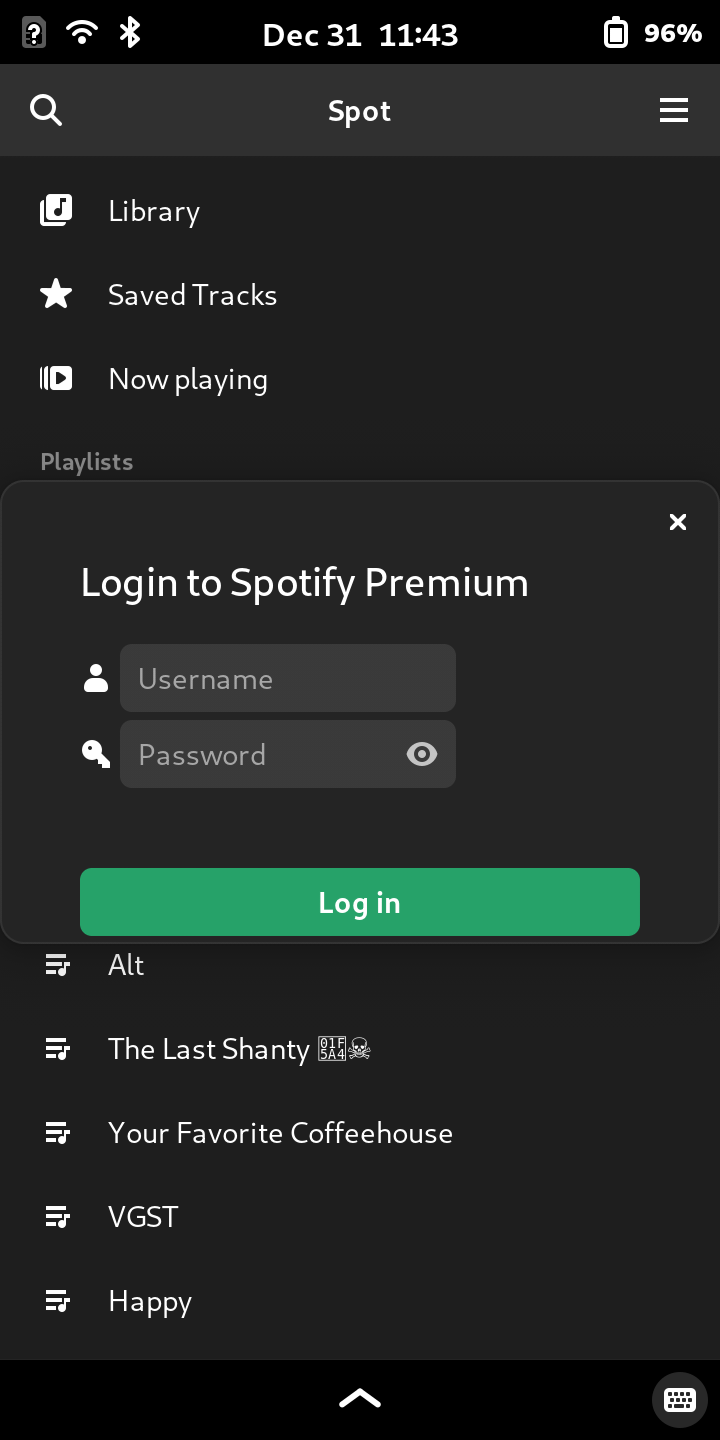 Dec 31 11:43 96%
Spot
Library
Saved Tracks
Now playing
Playlists
Login to Spotify Premium
Username
Password
Log in
Alt
The Last Shanty 🖤☠
Your Favorite Coffeehouse
VGST
Happy